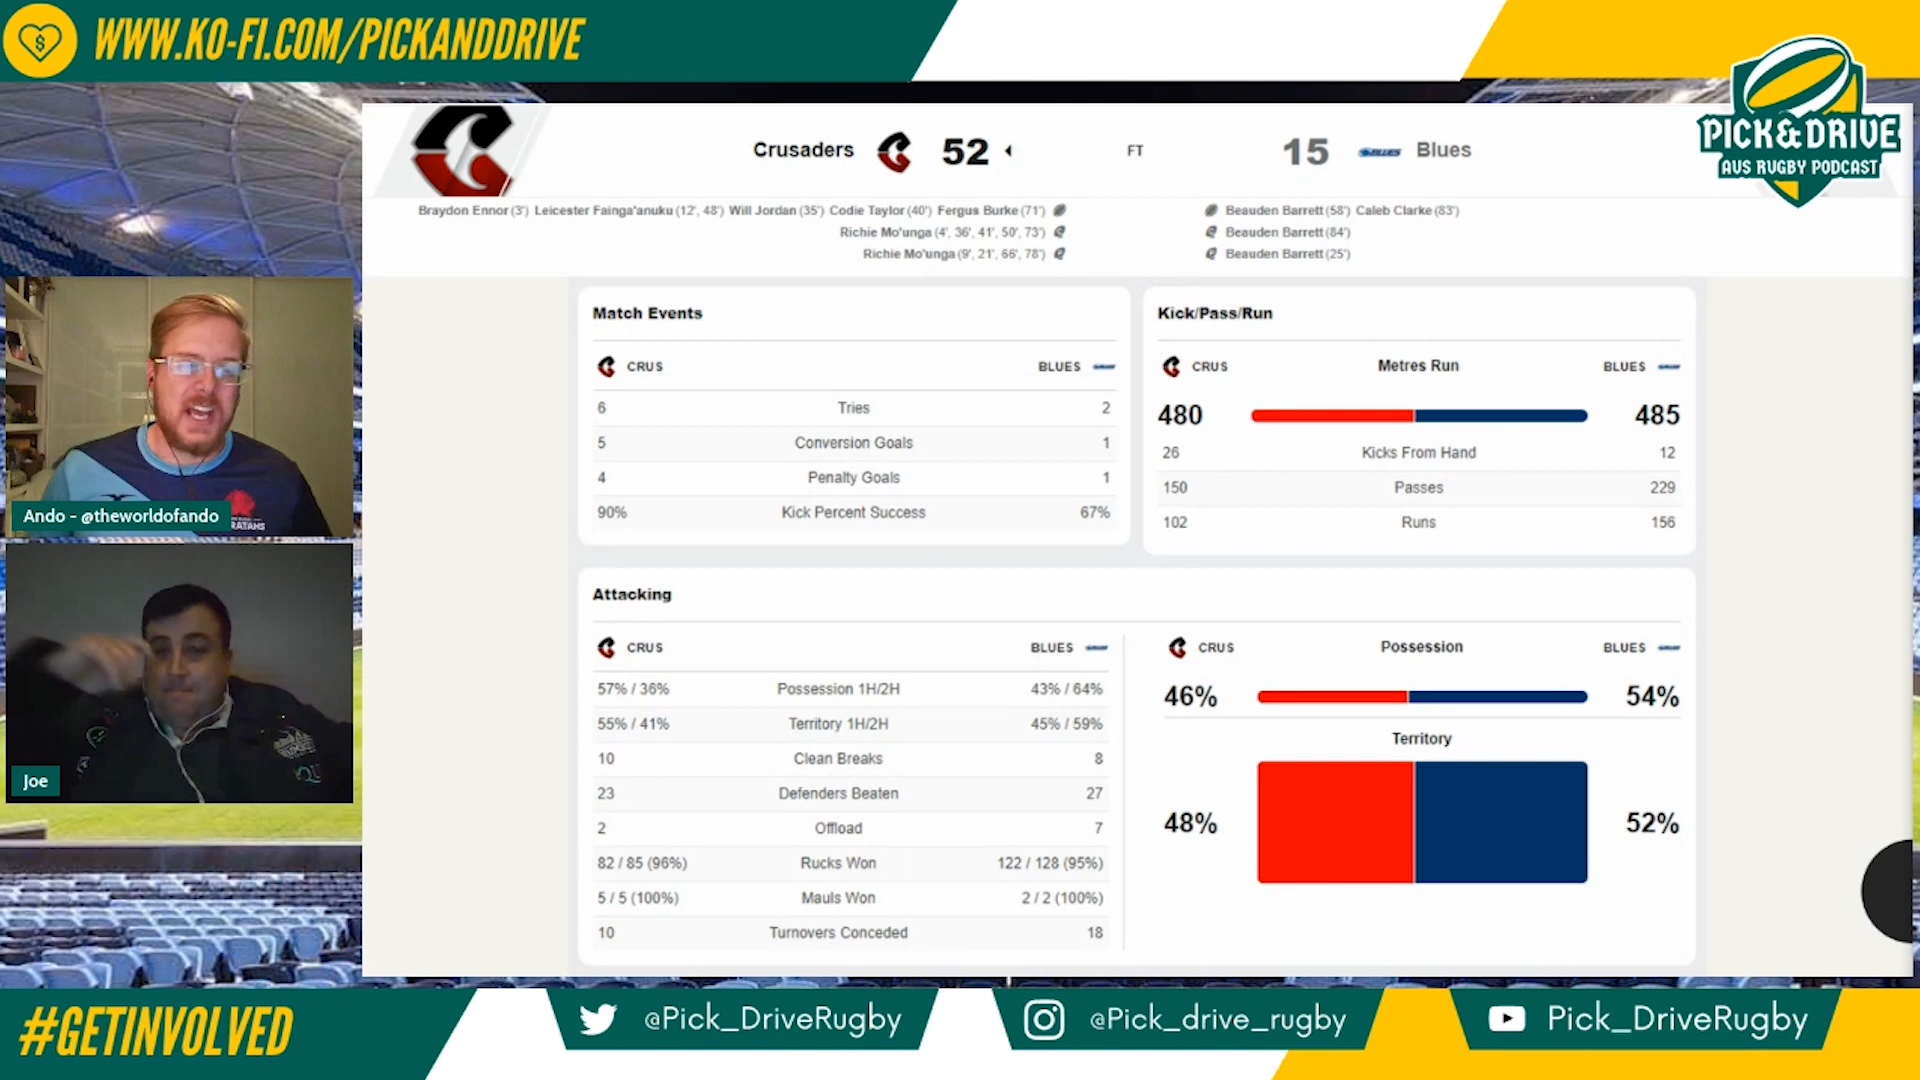 WWW.KO-FI.COM/PICKANDDRIVE
PICK&DRIVE
AUS RUGBY PODCAST
Crusaders 52 FT 15 BLUES Blues
Braydon Ennor (3') Leicester Fainga'anuku (12', 48') Will Jordan (35') Codie Taylor (40') Fergus Burke (71')
Beauden Barrett (58') Caleb Clarke (83')
Richie Mo'unga (4', 36', 41', 50', 73')
Beauden Barrett (84')
Richie Mo'unga (9', 21', 66', 78')
Beauden Barrett (25')
Match Events
CRUS BLUES
6 Tries 2
5 Conversion Goals 1
4 Penalty Goals 1
90% Kick Percent Success 67%
Kick/Pass/Run
CRUS Metres Run BLUES
480 485
26 Kicks From Hand 12
150 Passes 229
102 Runs 156
Attacking
CRUS BLUES
57% / 36% Possession 1H/2H 43% / 64%
55% / 41% Territory 1H/2H 45% / 59%
10 Clean Breaks 8
23 Defenders Beaten 27
2 Offload 7
82 / 85 (96%) Rucks Won 122 / 128 (95%)
5 / 5 (100%) Mauls Won 2 / 2 (100%)
10 Turnovers Conceded 18
CRUS Possession BLUES
46% 54%
Territory
48% 52%
Ando - @theworldofando
RATAHS
Joe
#GETINVOLVED
@Pick_DriveRugby
@Pick_drive_rugby
Pick_DriveRugby